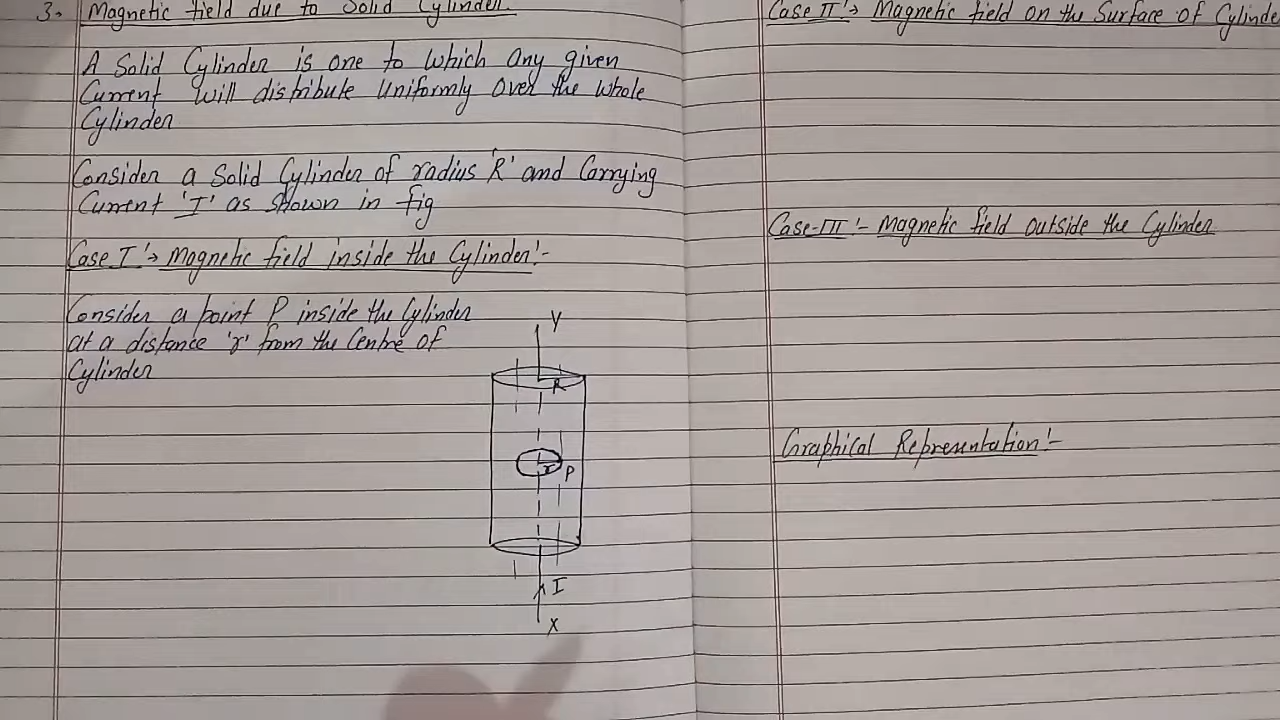 3. Magnetic field due to Solid Cylinder.
A Solid Cylinder is one to which any given
Current will distribute Uniformly over the whole
Cylinder
Consider a Solid Cylinder of radius 'R' and Carrying
Current 'I' as shown in fig
Case I :→ Magnetic field inside the Cylinder:-
Consider a point P inside the Cylinder
at a distance 'r' from the Centre of
Cylinder
Y
R
r P
I
X
Case II :→ Magnetic field on the Surface of Cylinde
Case-III :- Magnetic field outside the Cylinder
Graphical Representation:-